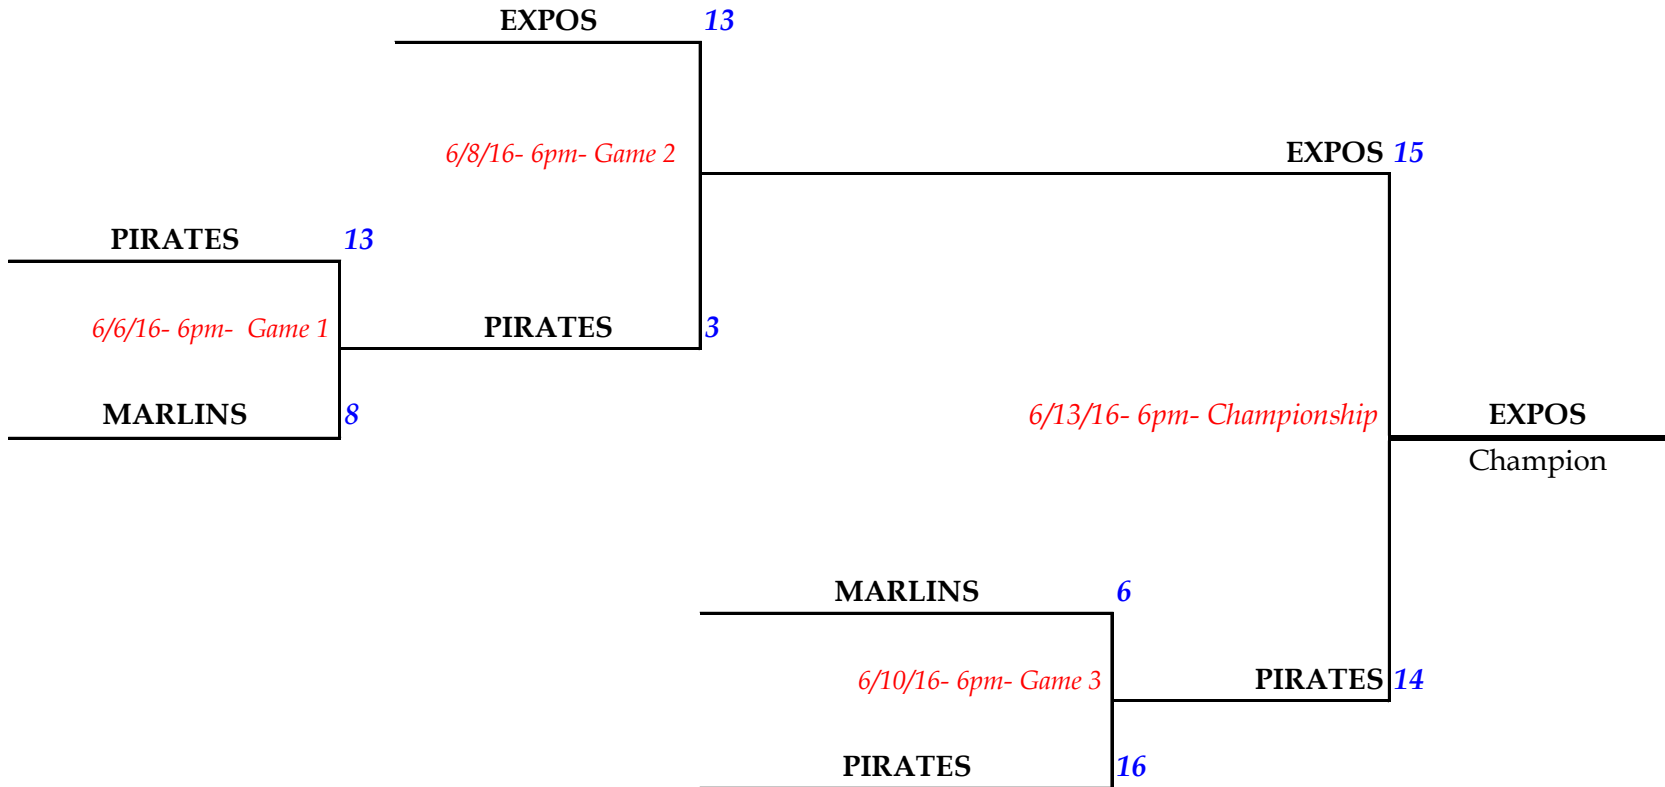 EXPOS 13
6/8/16- 6pm- Game 2
EXPOS 15
PIRATES 13
6/6/16- 6pm- Game 1
PIRATES 3
MARLINS 8
6/13/16- 6pm- Championship
EXPOS
Champion
MARLINS 6
6/10/16- 6pm- Game 3
PIRATES 14
PIRATES 16